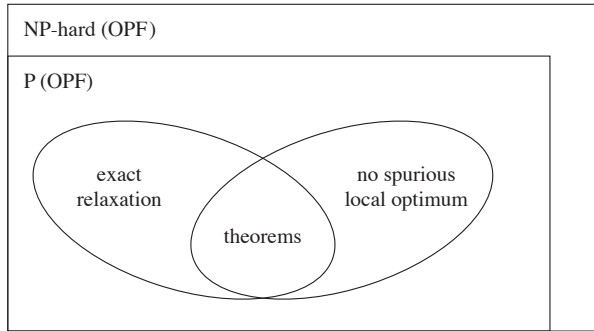 NP-hard (OPF)
P (OPF)
exact
relaxation
no spurious
local optimum
theorems